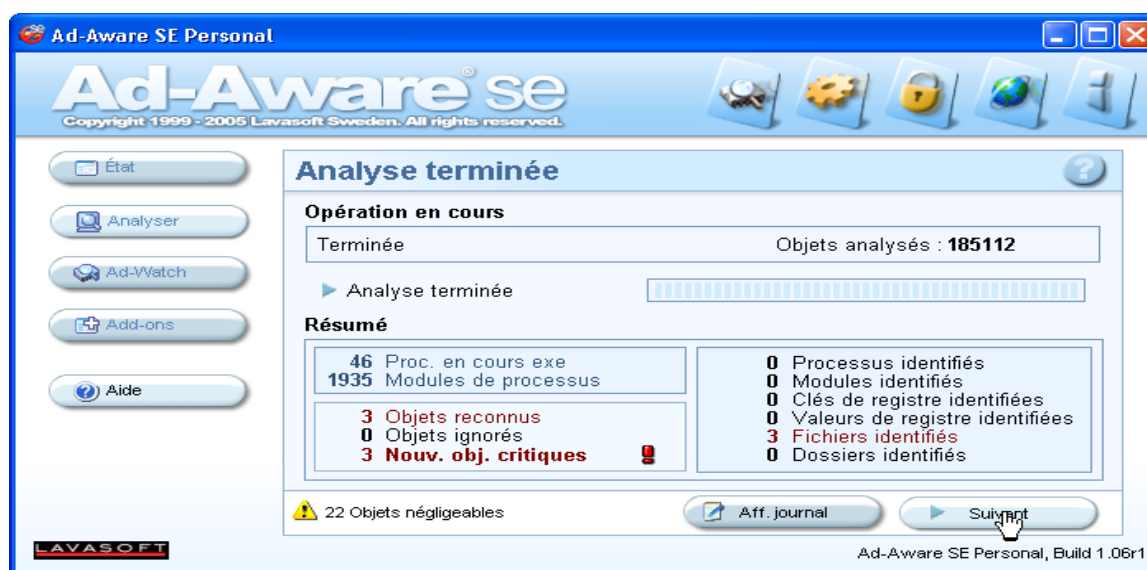 Ad-Aware SE Personal
Ad-Aware® SE
Copyright 1999 - 2005 Lavasoft Sweden. All rights reserved.
État
Analyser
Ad-Watch
Add-ons
Aide
Analyse terminée
?
Opération en cours
Terminée Objets analysés : 185112
Analyse terminée
Résumé
46 Proc. en cours exe
1935 Modules de processus
3 Objets reconnus
0 Objets ignorés
3 Nouv. obj. critiques
0 Processus identifiés
0 Modules identifiés
0 Clés de registre identifiées
0 Valeurs de registre identifiées
3 Fichiers identifiés
0 Dossiers identifiés
22 Objets négligeables
Aff. journal
Suivant
LAVASOFT
Ad-Aware SE Personal, Build 1.06r1